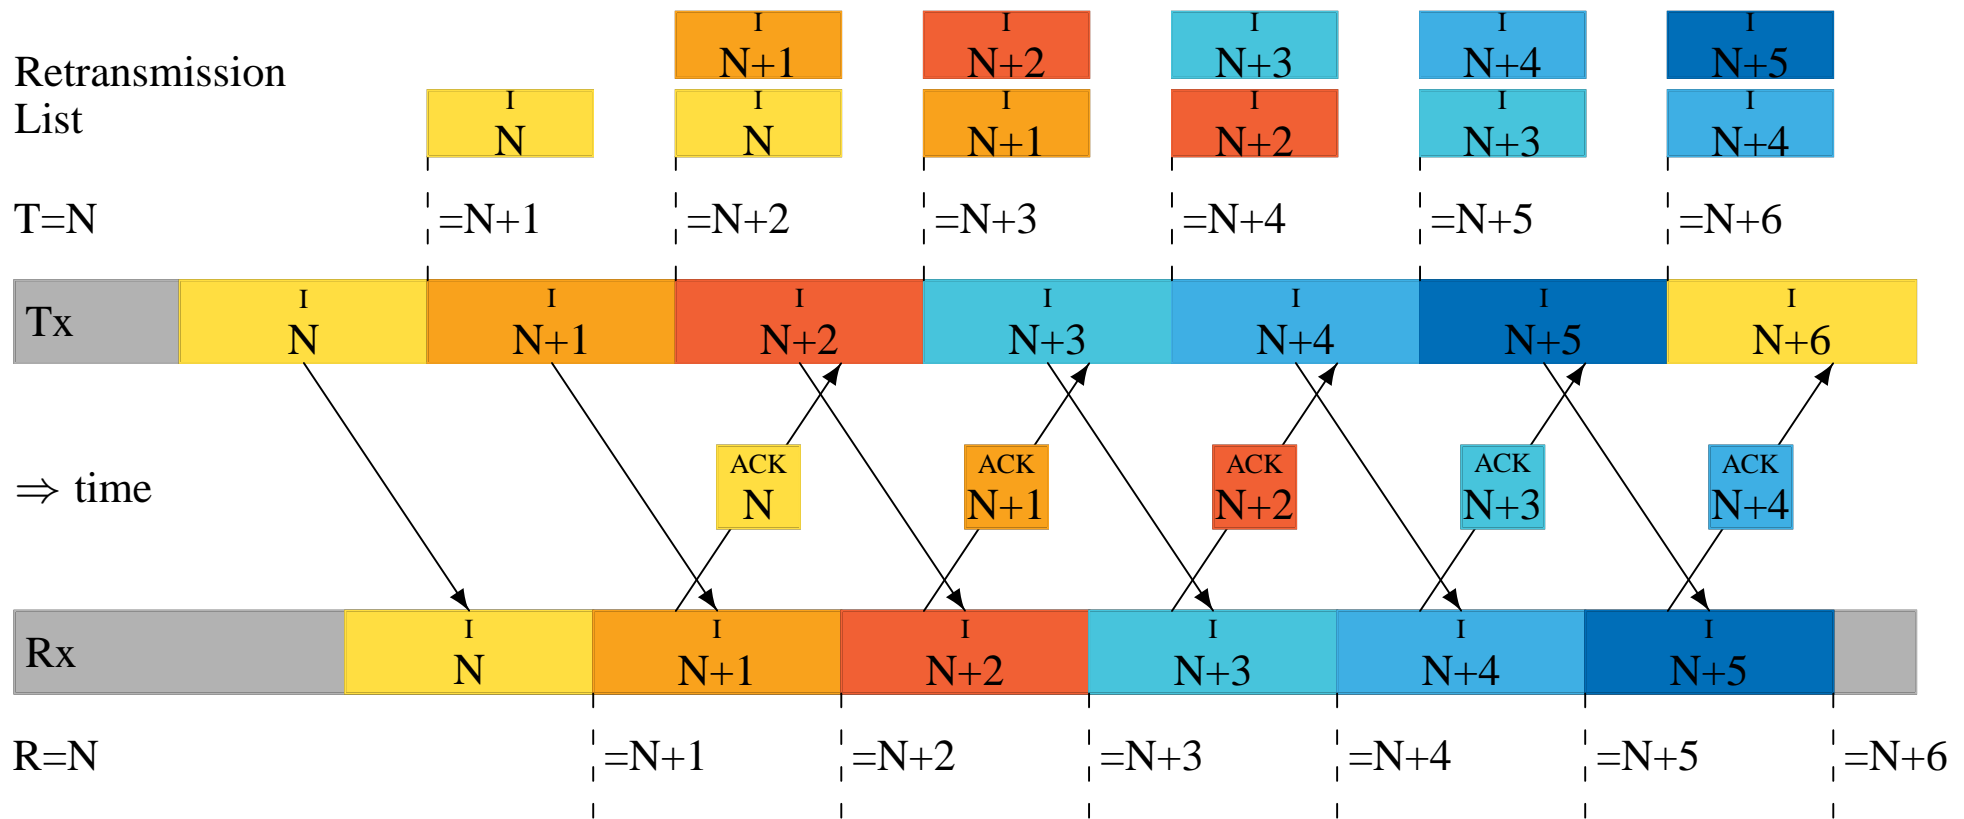 I I I I I
N+1 N+2 N+3 N+4 N+5
Retransmission
List
I I I I I I
N N N+1 N+2 N+3 N+4
T=N =N+1 =N+2 =N+3 =N+4 =N+5 =N+6
I I I I I I I
Tx N N+1 N+2 N+3 N+4 N+5 N+6
ACK ACK ACK ACK ACK
⇒ time N N+1 N+2 N+3 N+4
I I I I I I
Rx N N+1 N+2 N+3 N+4 N+5
R=N =N+1 =N+2 =N+3 =N+4 =N+5 =N+6